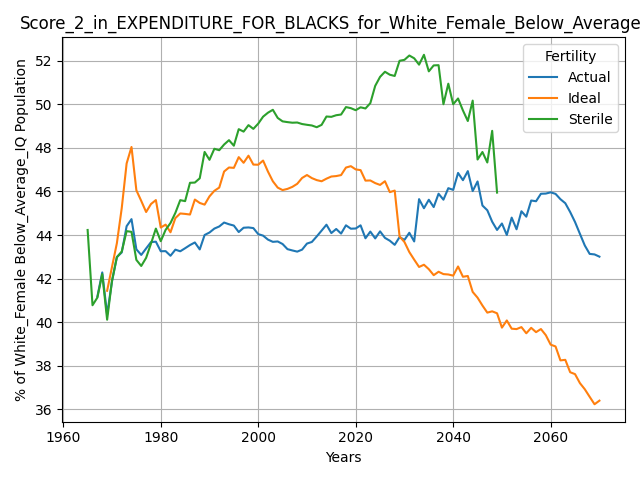 Score_2_in_EXPENDITURE_FOR_BLACKS_for_White_Female_Below_Average
% of White_Female Below_Average_IQ Population
52
50
48
46
44
42
40
38
36
Fertility
Actual
Ideal
Sterile
1960
1980
2000
2020
2040
2060
Years